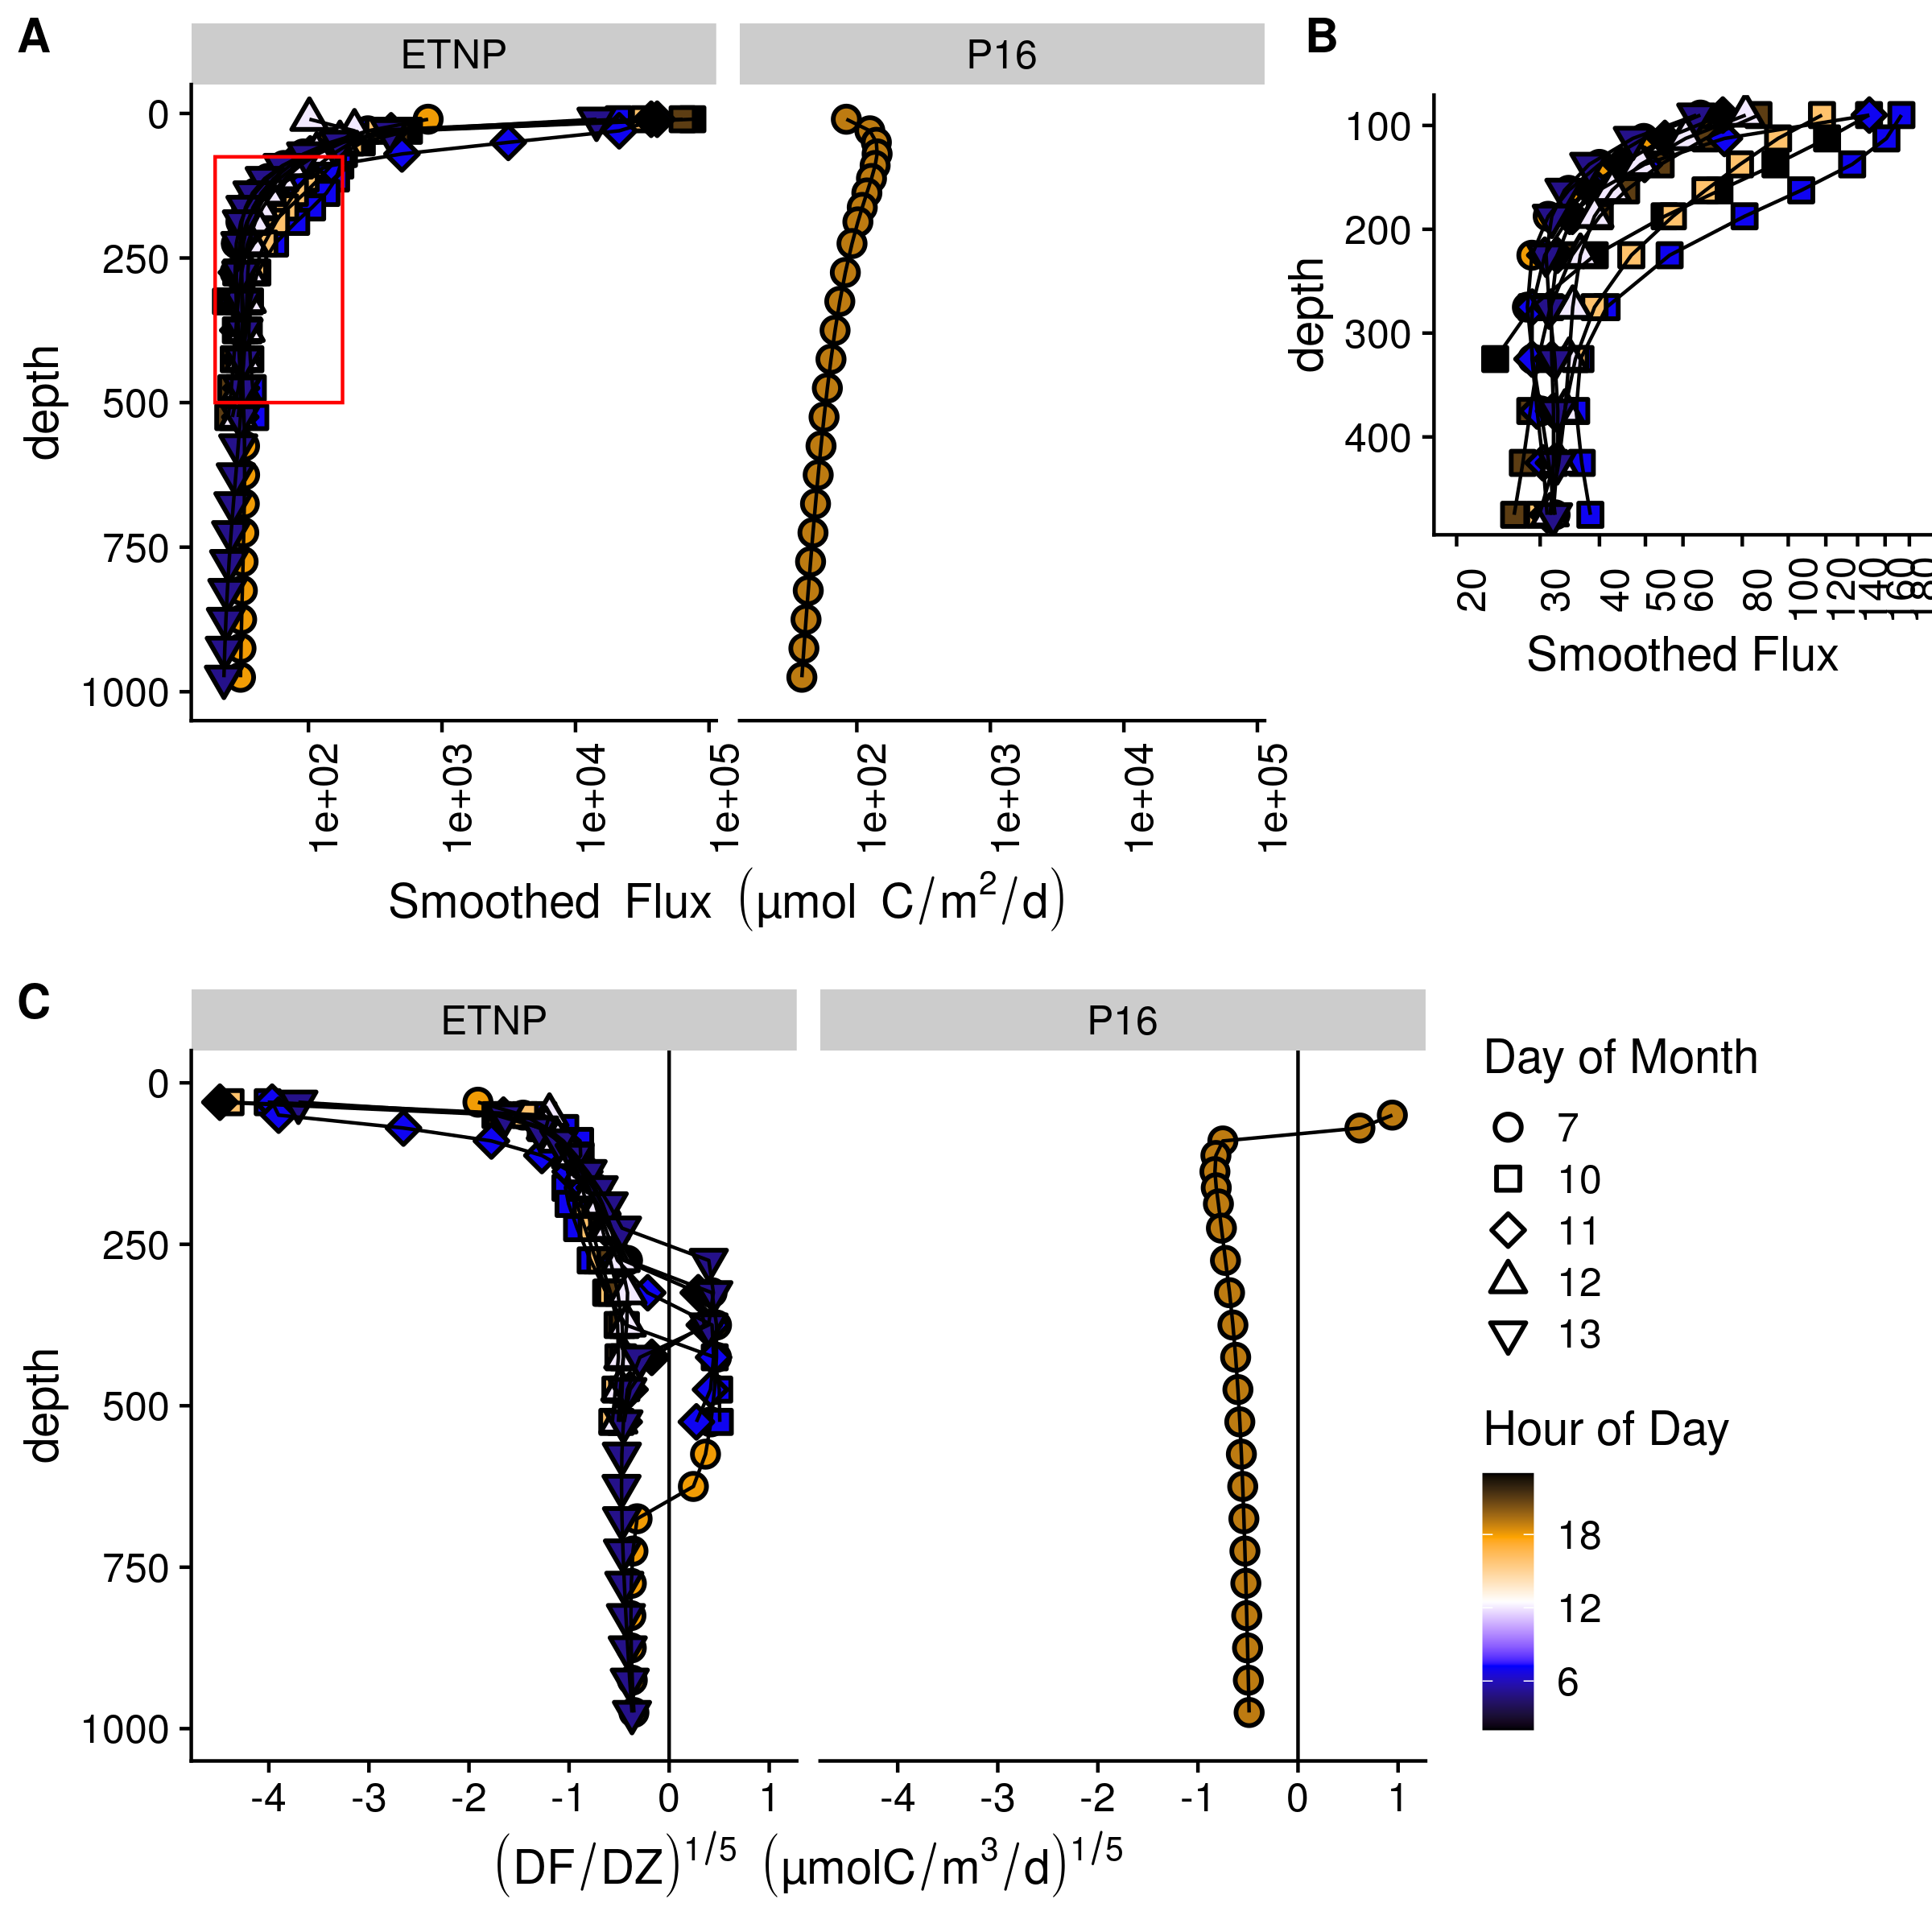 A
ETNP
P16
0
250
500
750
1000
depth
1e+02
1e+03
1e+04
1e+05
1e+02
1e+03
1e+04
1e+05
Smoothed Flux (µmol C/m²/d)
B
100
200
300
400
depth
20
30
40
50
60
80
100
120
140
160
180
Smoothed Flux
C
ETNP
P16
0
250
500
750
1000
depth
-4
-3
-2
-1
0
1
-4
-3
-2
-1
0
1
(DF/DZ)^1/5 (µmolC/m³/d)^1/5
Day of Month
7
10
11
12
13
Hour of Day
18
12
6